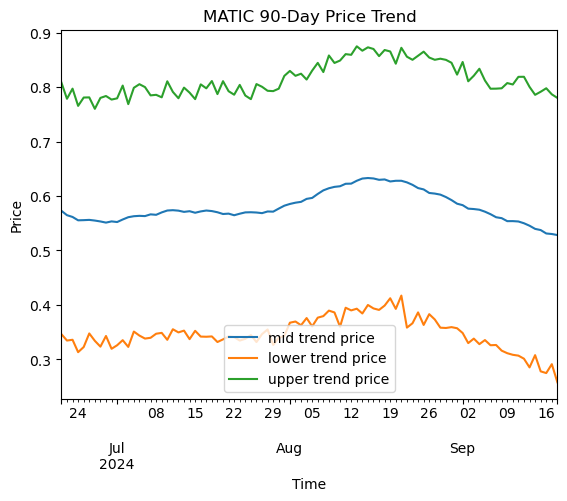 MATIC 90-Day Price Trend
0.9
0.8
0.7
0.6
0.5
0.4
0.3
Price
mid trend price
lower trend price
upper trend price
24 08 15 22 29 05 12 19 26 02 09 16
Jul Aug Sep
2024
Time